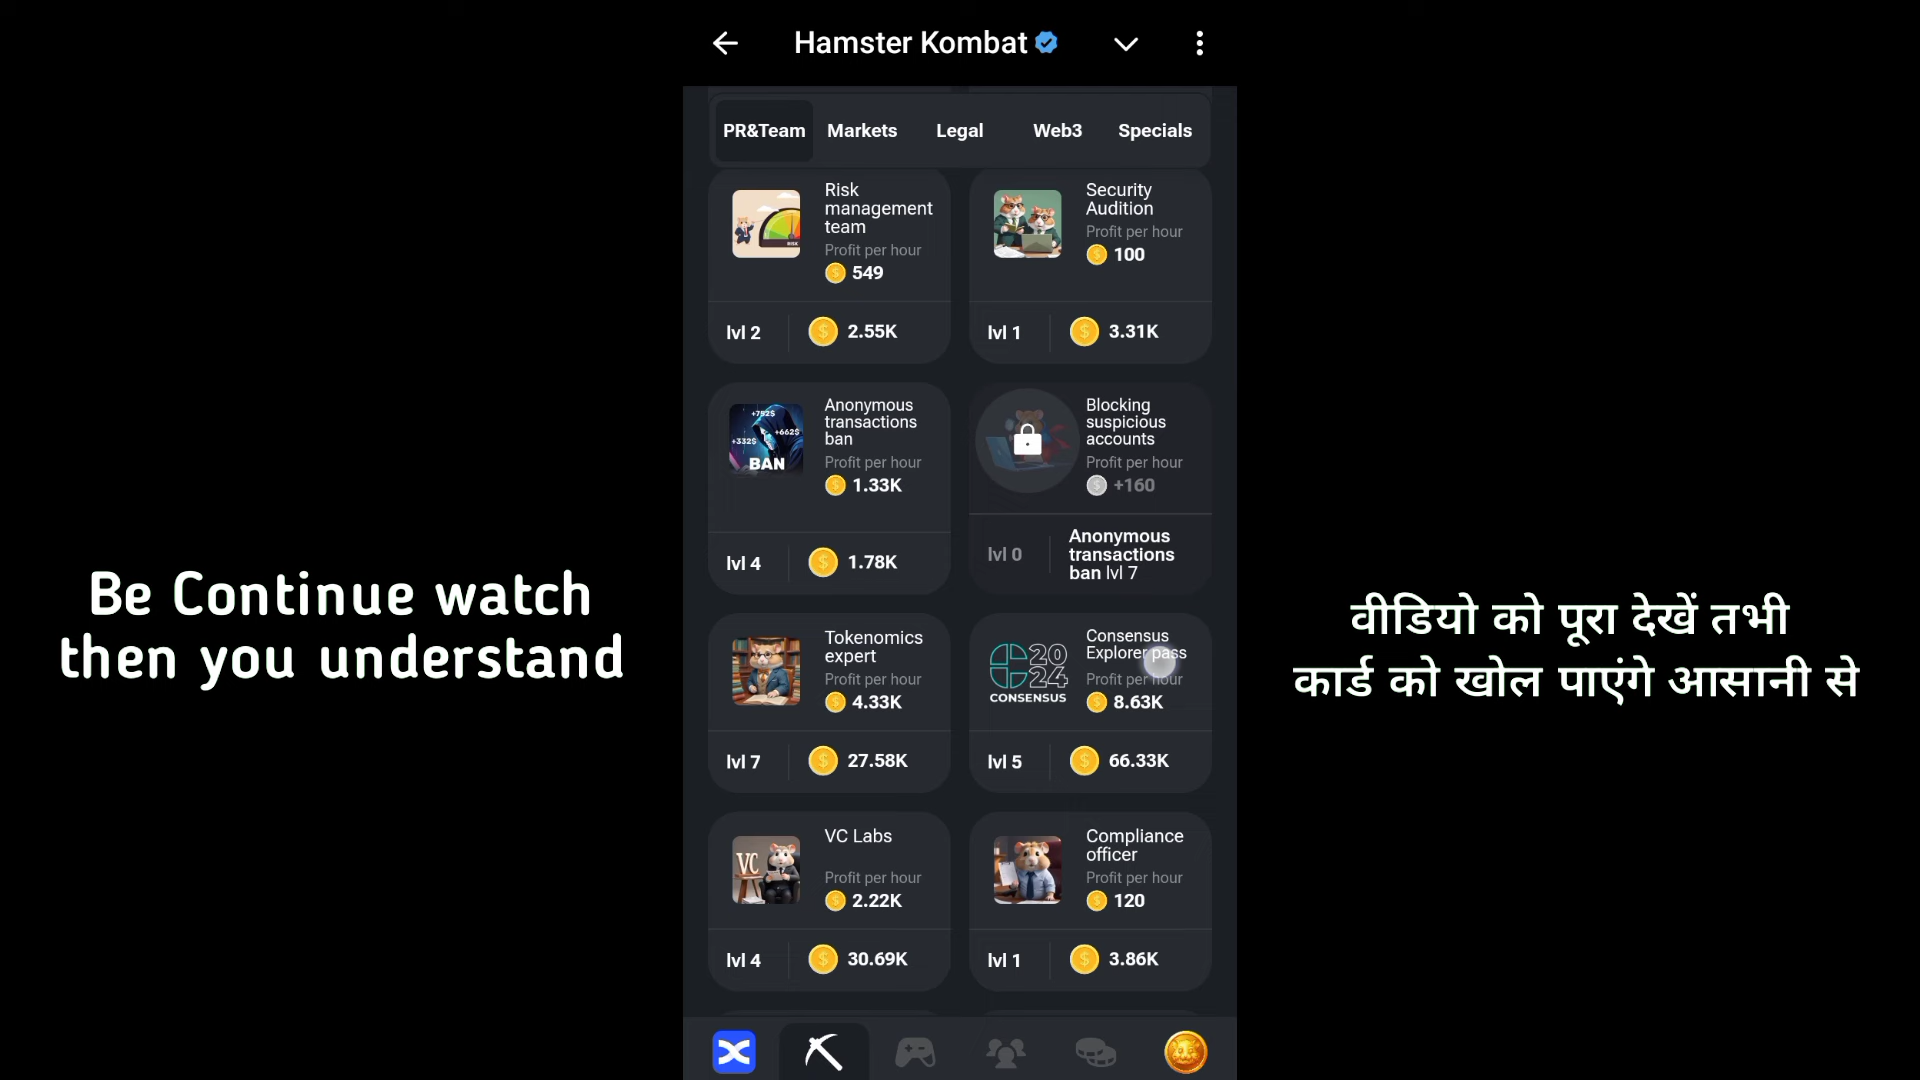 Hamster Kombat
PR&Team Markets Legal Web3 Specials
Risk
management
team
Profit per hour
549
lvl 2
2.55K
Security
Audition
Profit per hour
100
lvl 1
3.31K
+752$
+662$
+332$
BAN
Anonymous
transactions
ban
Profit per hour
1.33K
lvl 4
1.78K
Blocking
suspicious
accounts
Profit per hour
+160
lvl 0
Anonymous
transactions
ban lvl 7
Tokenomics
expert
Profit per hour
4.33K
lvl 7
27.58K
2024
CONSENSUS
Consensus
Explorer pass
Profit per hour
8.63K
lvl 5
66.33K
VC
VC Labs
Profit per hour
2.22K
lvl 4
30.69K
Compliance
officer
Profit per hour
120
lvl 1
3.86K
Be Continue watch
then you understand
वीडियो को पूरा देखें तभी
कार्ड को खोल पाएंगे आसानी से